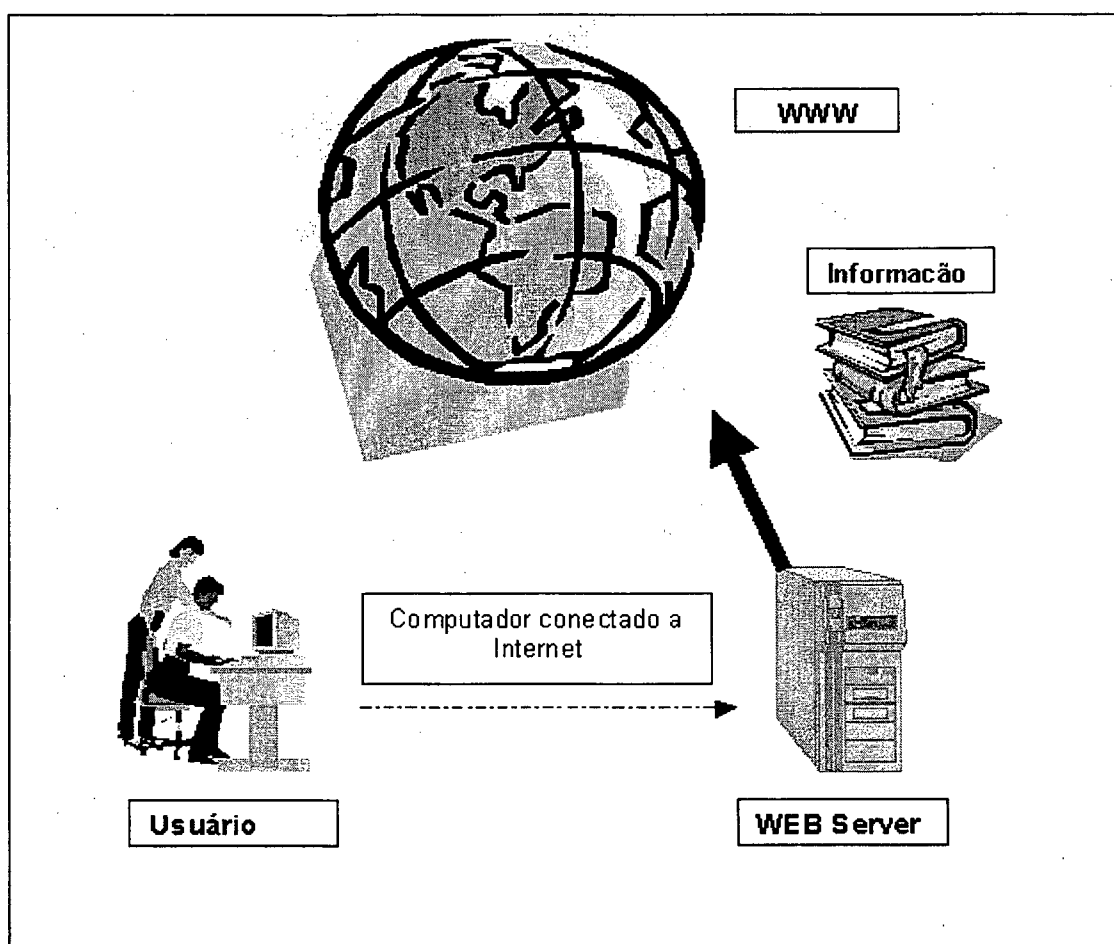 WWW
Informacão
Computador conectado a
Internet
Usuário
WEB Server